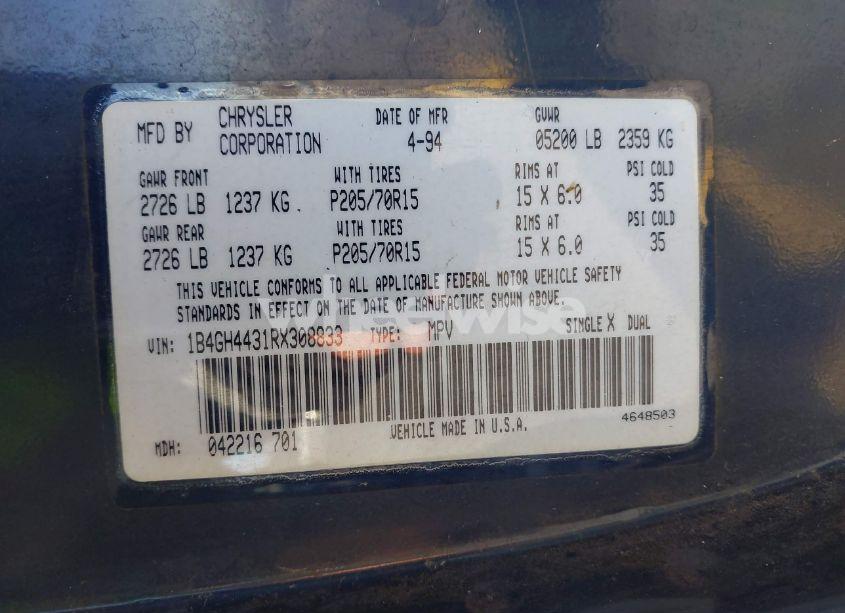 MFD BY CHRYSLER CORPORATION DATE OF MFR 4-94 GVWR 05200 LB 2359 KG
GAWR FRONT WITH TIRES RIMS AT PSI COLD
2726 LB 1237 KG P205/70R15 15 X 6.0 35
GAWR REAR WITH TIRES RIMS AT PSI COLD
2726 LB 1237 KG P205/70R15 15 X 6.0 35
THIS VEHICLE CONFORMS TO ALL APPLICABLE FEDERAL MOTOR VEHICLE SAFETY
STANDARDS IN EFFECT ON THE DATE OF MANUFACTURE SHOWN ABOVE.
VIN: 1B4GH4431RX308833 TYPE: MPV SINGLE X DUAL
4648503
MDH: 042216 701 VEHICLE MADE IN U.S.A.